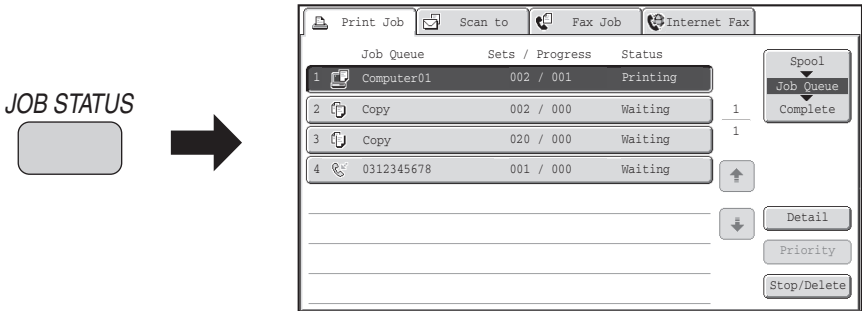 JOB STATUS
Print Job Scan to Fax Job Internet Fax
Job Queue Sets / Progress Status
1 Computer01 002 / 001 Printing
2 Copy 002 / 000 Waiting
3 Copy 020 / 000 Waiting
4 0312345678 001 / 000 Waiting
1
1
Spool
Job Queue
Complete
Detail
Priority
Stop/Delete